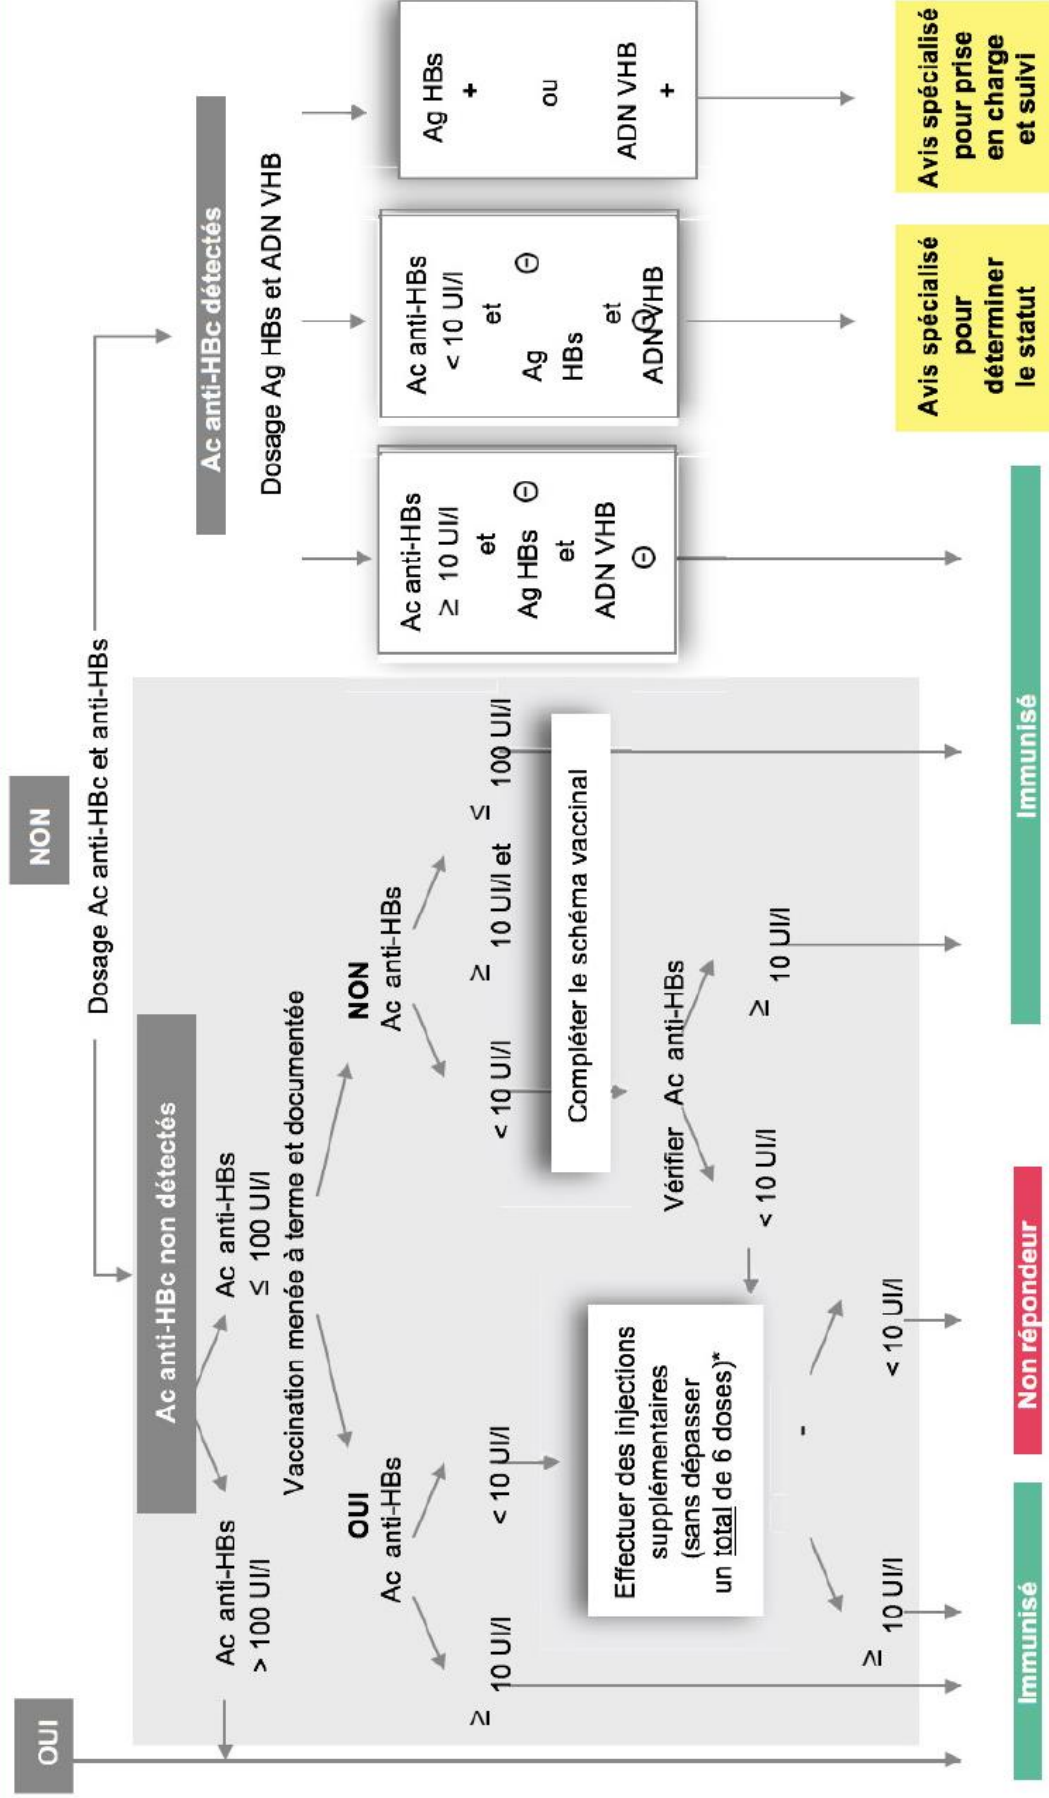 OUI
NON
Dosage Ac anti-HBc et anti-HBs
Ac anti-HBc non détectés
Ac anti-HBc détectés
Ac anti-HBs
> 100 UI/l
Ac anti-HBs
≤ 100 UI/l
Vaccination menée à terme et documentée
OUI
Ac anti-HBs
NON
Ac anti-HBs
≥
10 UI/l
< 10 UI/l
< 10 UI/l
≥ 10 UI/l et ≤ 100 UI/l
Compléter le schéma vaccinal
Vérifier Ac anti-HBs
< 10 UI/l
≥
10 UI/l
Effectuer des injections
supplémentaires
(sans dépasser
un total de 6 doses)*
-
≥
10 UI/l
< 10 UI/l
Dosage Ag HBs et ADN VHB
Ac anti-HBs
≥ 10 UI/l
et
Ag HBs ⊖
et
ADN VHB
⊖
Ac anti-HBs
< 10 UI/l
et
Ag ⊖
HBs
et
ADN VHB ⊖
Ag HBs
+
ou
ADN VHB
+
Immunisé
Non répondeur
Immunisé
Avis spécialisé
pour
déterminer
le statut
Avis spécialisé
pour prise
en charge
et suivi